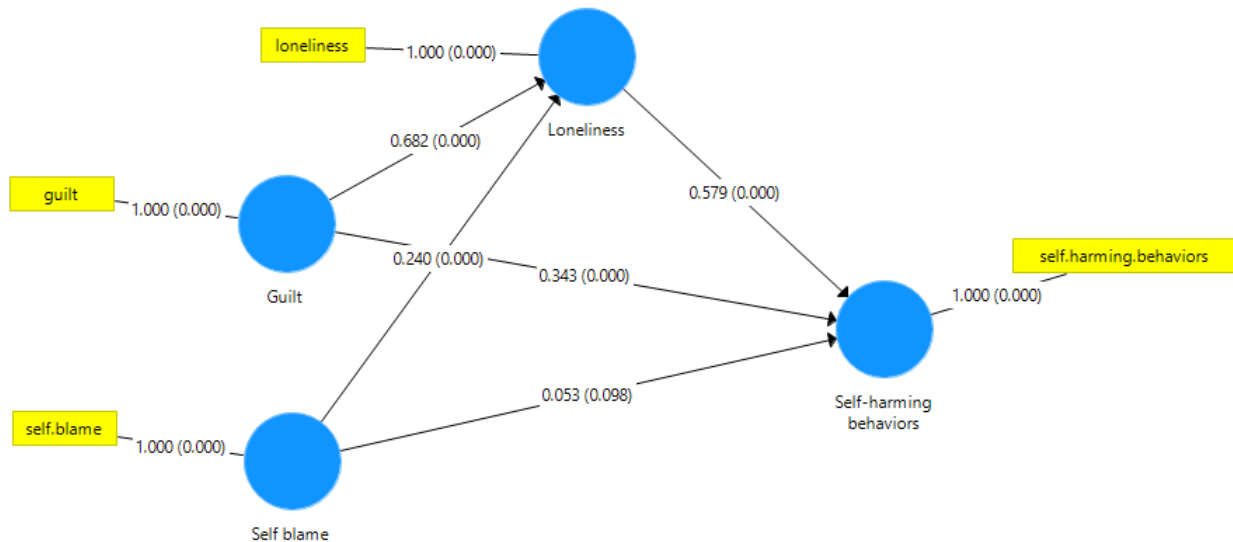 loneliness
1.000 (0.000)
Loneliness
0.682 (0.000)
guilt
1.000 (0.000)
0.579 (0.000)
Guilt
0.240 (0.000)
0.343 (0.000)
self.harming.behaviors
1.000 (0.000)
0.053 (0.098)
Self-harming
behaviors
self.blame
1.000 (0.000)
Self blame